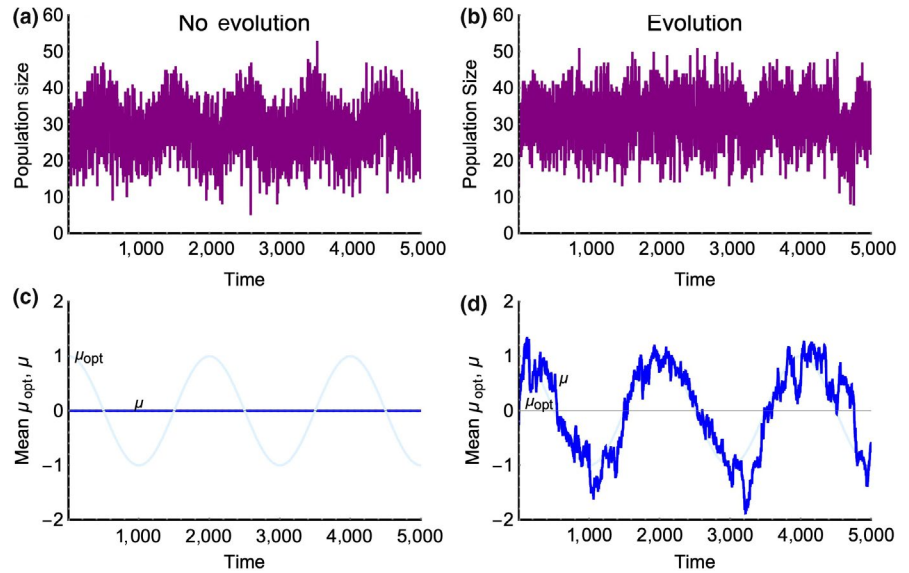 (a)
No evolution
Population size
60
50
40
30
20
10
0
1,000
2,000
3,000
4,000
5,000
Time
(b)
Evolution
Population Size
60
50
40
30
20
10
0
1,000
2,000
3,000
4,000
5,000
Time
(c)
Mean μopt, μ
2
1
0
−1
−2
μopt
μ
1,000
2,000
3,000
4,000
5,000
Time
(d)
Mean μopt, μ
2
1
0
−1
−2
μ
μopt
1,000
2,000
3,000
4,000
5,000
Time